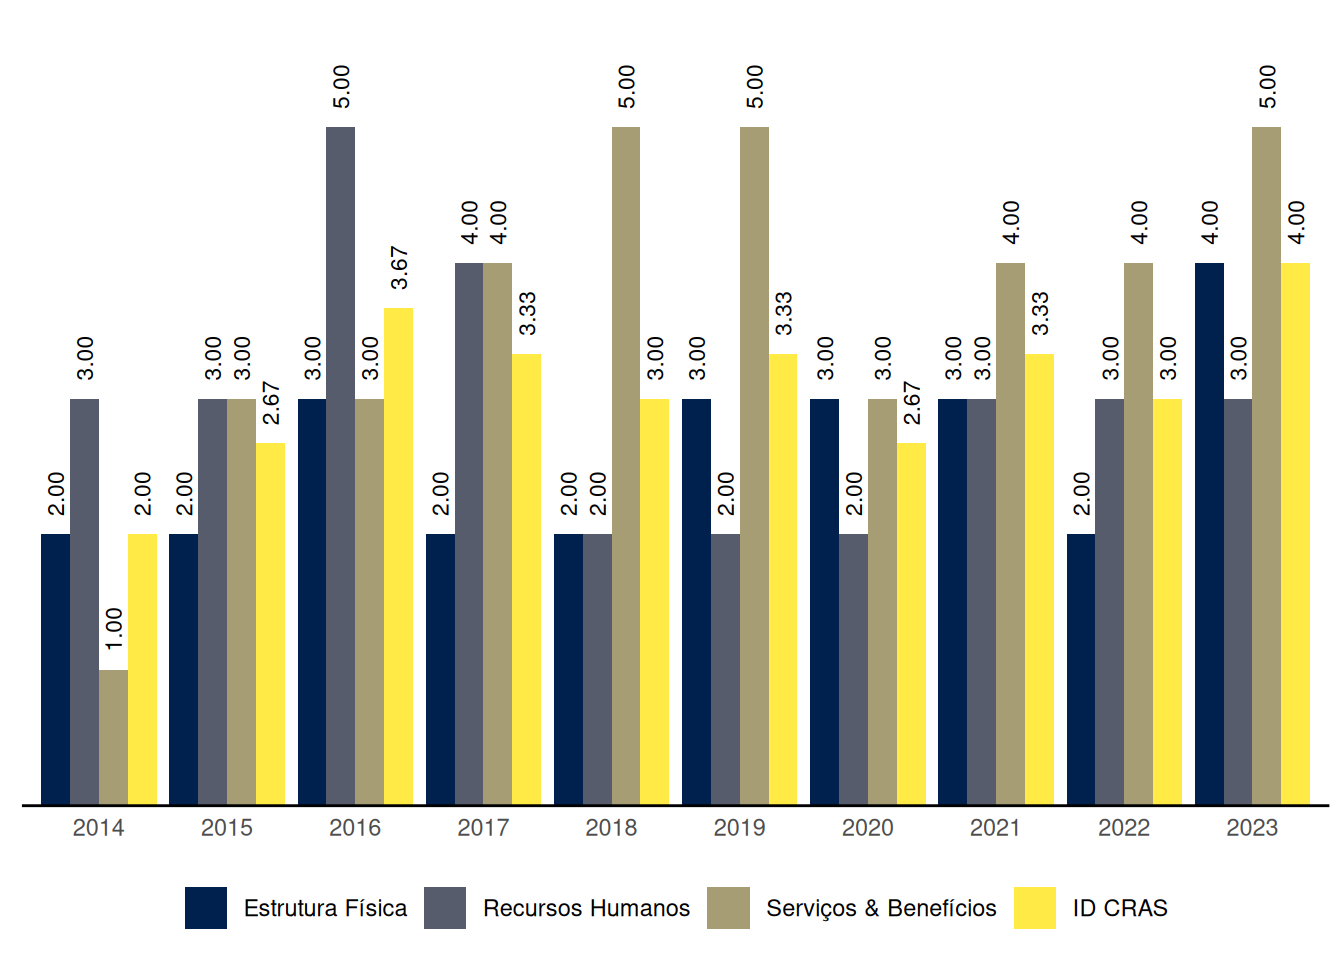 5.00 5.00 5.00 5.00
4.00 4.00 4.00 4.00 4.00 4.00
3.67
3.33 3.33 3.33
3.00 3.00 3.00 3.00 3.00 3.00 3.00 3.00 3.00 3.00 3.00 3.00 3.00 3.00
2.67 2.67
2.00 2.00 2.00 2.00 2.00 2.00 2.00 2.00 2.00
1.00
2014 2015 2016 2017 2018 2019 2020 2021 2022 2023
Estrutura Física Recursos Humanos Serviços & Benefícios ID CRAS